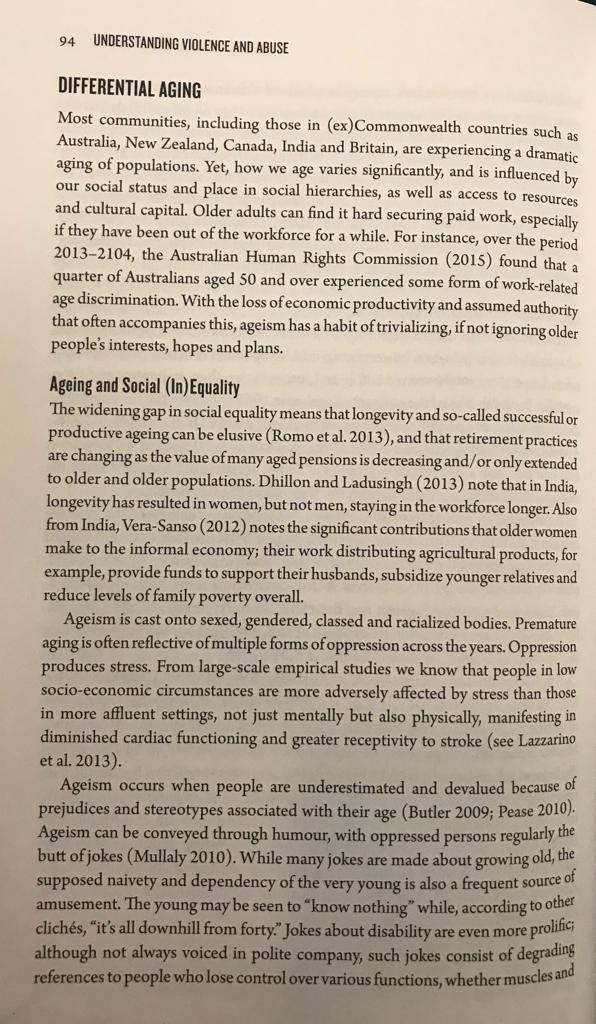 94 UNDERSTANDING VIOLENCE AND ABUSE
DIFFERENTIAL AGING
Most communities, including those in (ex)Commonwealth countries such as
Australia, New Zealand, Canada, India and Britain, are experiencing a dramatic
aging of populations. Yet, how we age varies significantly, and is influenced by
our social status and place in social hierarchies, as well as access to resources
and cultural capital. Older adults can find it hard securing paid work, especially
if they have been out of the workforce for a while. For instance, over the period
2013–2104, the Australian Human Rights Commission (2015) found that a
quarter of Australians aged 50 and over experienced some form of work-related
age discrimination. With the loss of economic productivity and assumed authority
that often accompanies this, ageism has a habit of trivializing, if not ignoring older
people's interests, hopes and plans.
Ageing and Social (In)Equality
The widening gap in social equality means that longevity and so-called successful or
productive ageing can be elusive (Romo et al. 2013), and that retirement practices
are changing as the value of many aged pensions is decreasing and/or only extended
to older and older populations. Dhillon and Ladusingh (2013) note that in India,
longevity has resulted in women, but not men, staying in the workforce longer. Also
from India, Vera-Sanso (2012) notes the significant contributions that older women
make to the informal economy; their work distributing agricultural products, for
example, provide funds to support their husbands, subsidize younger relatives and
reduce levels of family poverty overall.
Ageism is cast onto sexed, gendered, classed and racialized bodies. Premature
aging is often reflective of multiple forms of oppression across the years. Oppression
produces stress. From large-scale empirical studies we know that people in low
socio-economic circumstances are more adversely affected by stress than those
in more affluent settings, not just mentally but also physically, manifesting in
diminished cardiac functioning and greater receptivity to stroke (see Lazzarino
et al. 2013).
Ageism occurs when people are underestimated and devalued because of
prejudices and stereotypes associated with their age (Butler 2009; Pease 2010).
Ageism can be conveyed through humour, with oppressed persons regularly the
butt of jokes (Mullaly 2010). While many jokes are made about growing old, the
supposed naivety and dependency of the very young is also a frequent source of
amusement. The young may be seen to "know nothing" while, according to other
clichés, "it's all downhill from forty." Jokes about disability are even more prolific;
although not always voiced in polite company, such jokes consist of degrading
references to people who lose control over various functions, whether muscles and